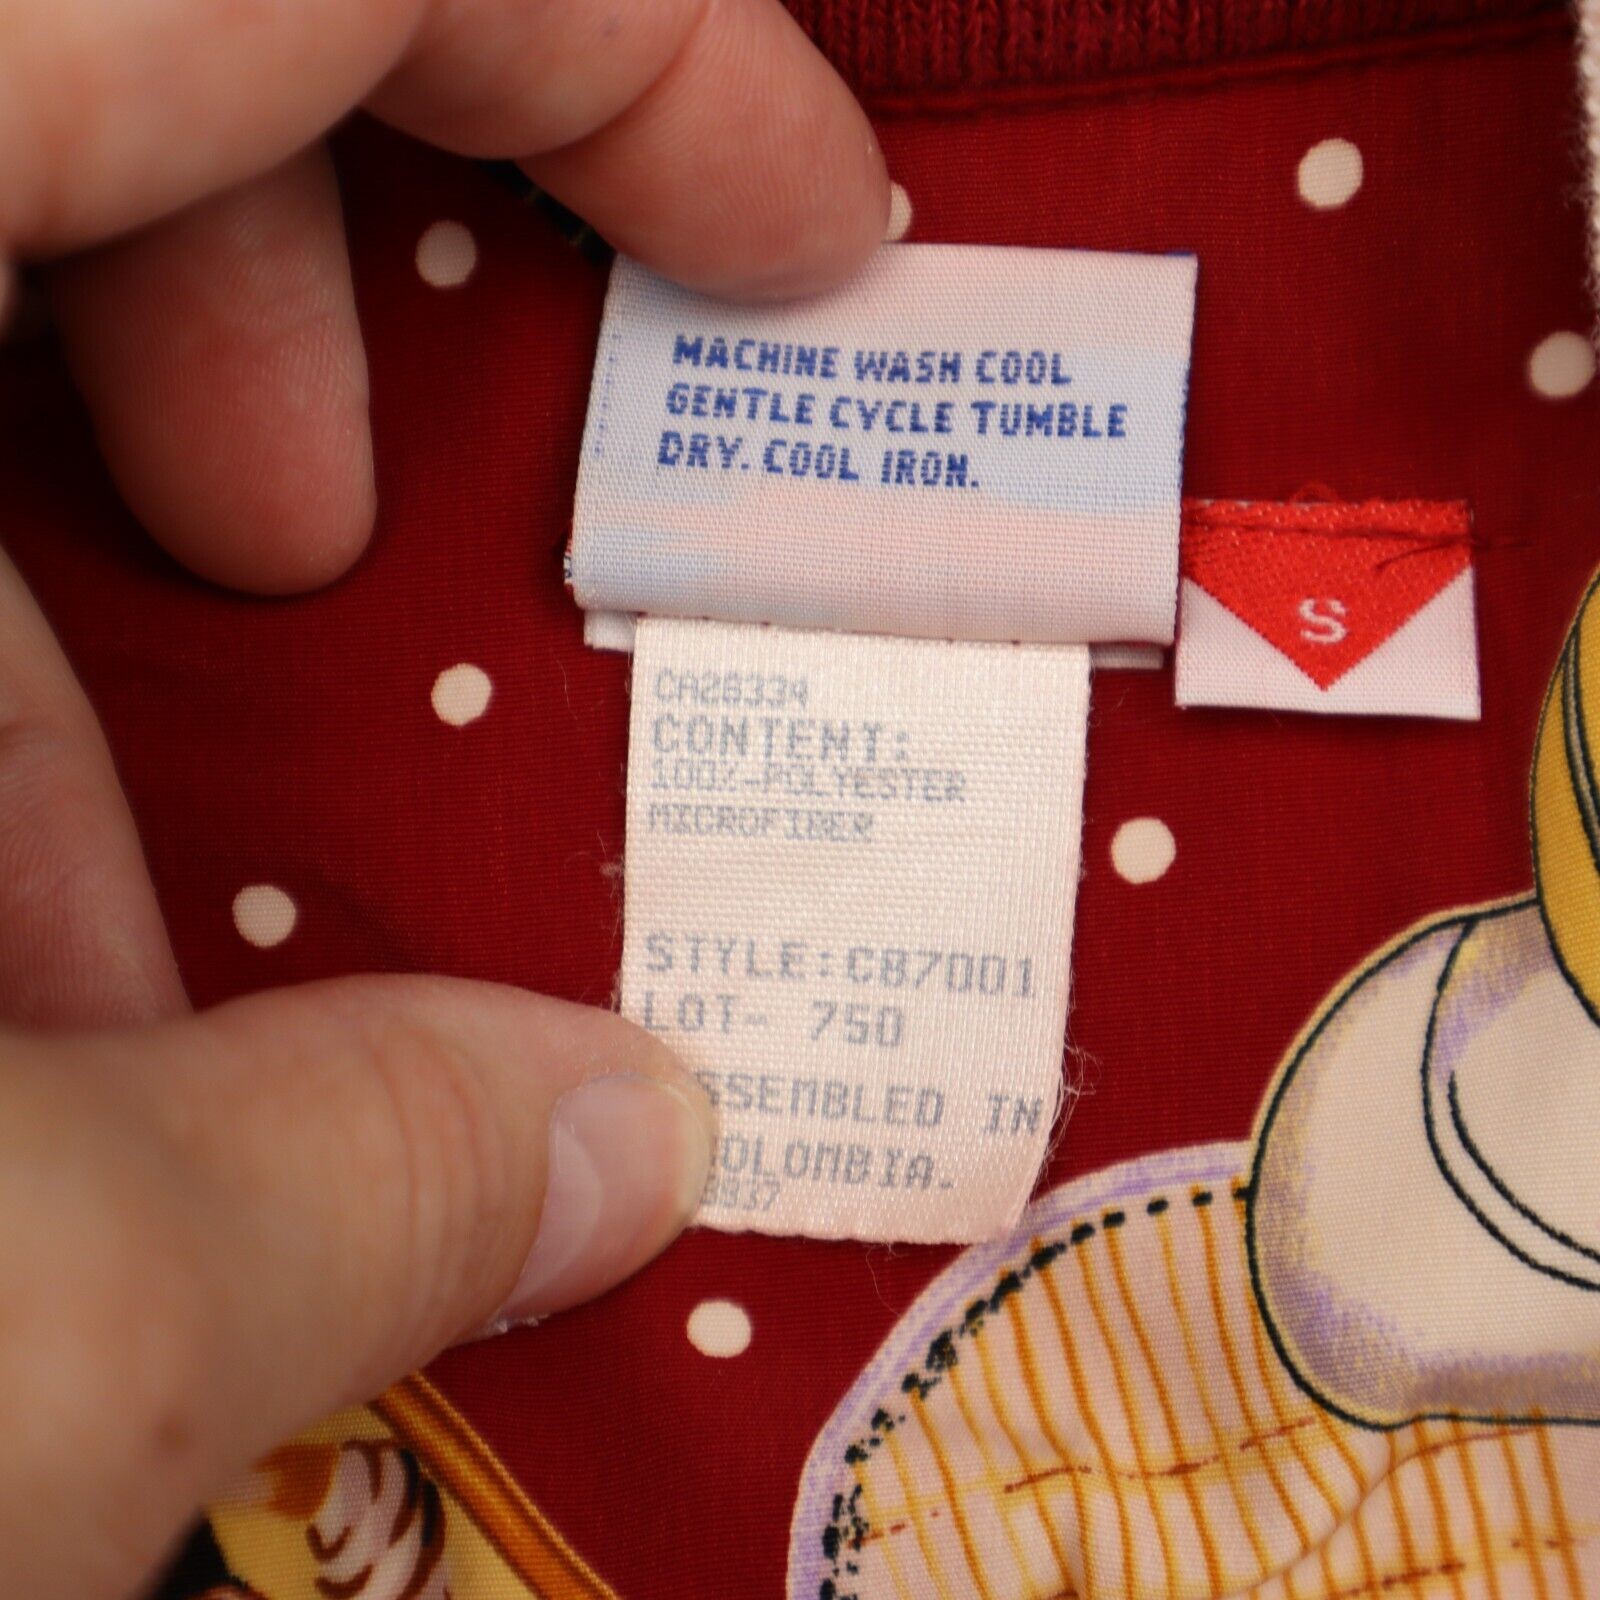 MACHINE WASH COOL
GENTLE CYCLE TUMBLE
DRY. COOL IRON.
S
CA26334
CONTENT:
100%-POLYESTER
MICROFIBER
STYLE:CB7001
LOT- 750
SSEMBLED IN
OLOMBIA.